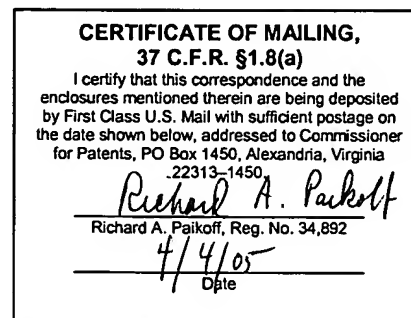 CERTIFICATE OF MAILING,
37 C.F.R. §1.8(a)
I certify that this correspondence and the
enclosures mentioned therein are being deposited
by First Class U.S. Mail with sufficient postage on
the date shown below, addressed to Commissioner
for Patents, PO Box 1450, Alexandria, Virginia
22313-1450.
Richard A. Paikoff
Richard A. Paikoff, Reg. No. 34,892
4/4/05
Date